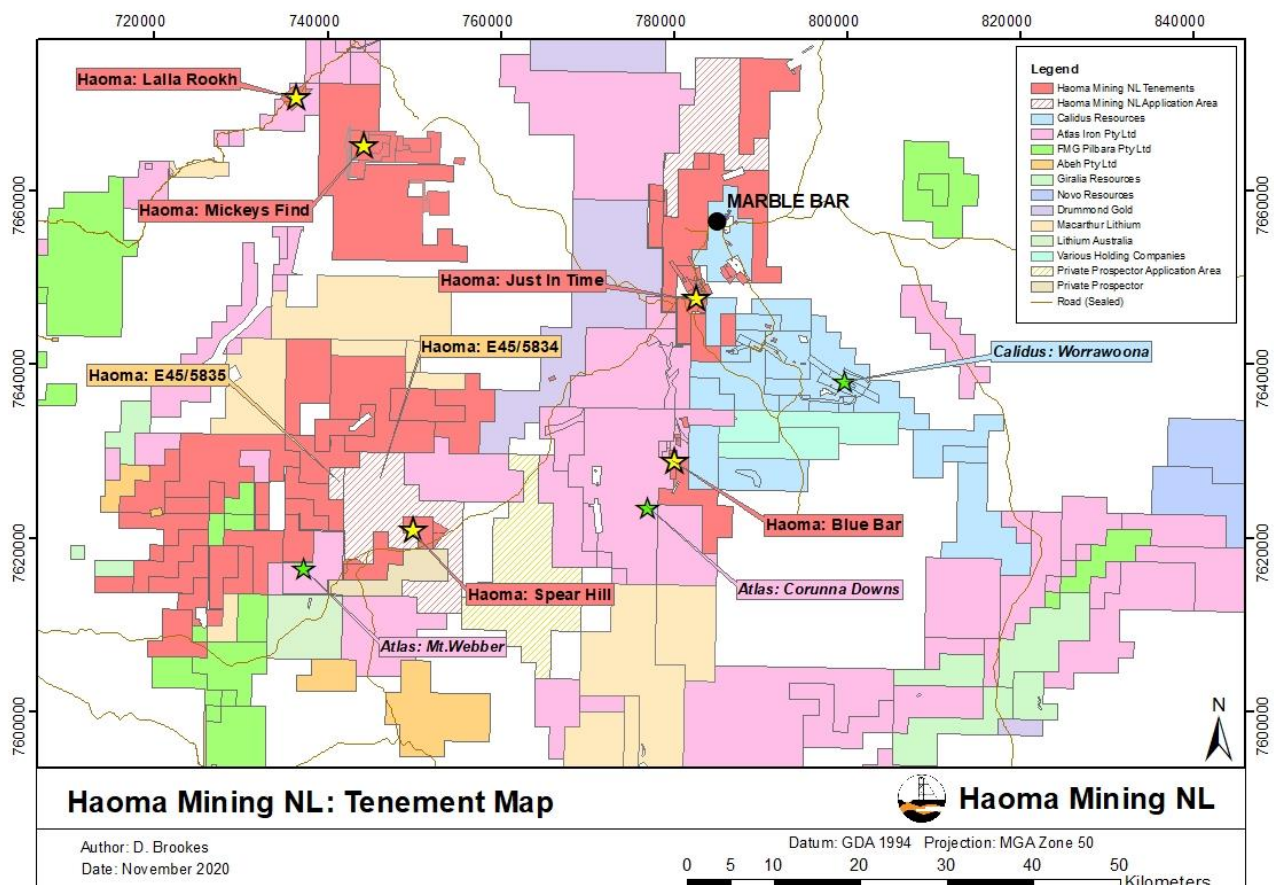 720000 740000 760000 780000 800000 820000 840000
7660000
7640000
7620000
7600000
7660000
7640000
7620000
7600000
Haoma: Lalla Rookh
Haoma: Mickeys Find
MARBLE BAR
Haoma: Just In Time
Haoma: E45/5834
Haoma: E45/5835
Calidus: Worrawoona
Haoma: Blue Bar
Haoma: Spear Hill
Atlas: Corunna Downs
Atlas: Mt.Webber
Legend
Haoma Mining NL Tenements
Haoma Mining NL Application Area
Calidus Resources
Atlas Iron Pty Ltd
FMG Pilbara Pty Ltd
Abeh Pty Ltd
Giralia Resources
Novo Resources
Drummond Gold
Macarthur Lithium
Lithium Australia
Various Holding Companies
Private Prospector Application Area
Private Prospector
Road (Sealed)
N
Haoma Mining NL: Tenement Map
Haoma Mining NL
Author: D. Brookes
Date: November 2020
Datum: GDA 1994 Projection: MGA Zone 50
0 5 10 20 30 40 50
Kilometers